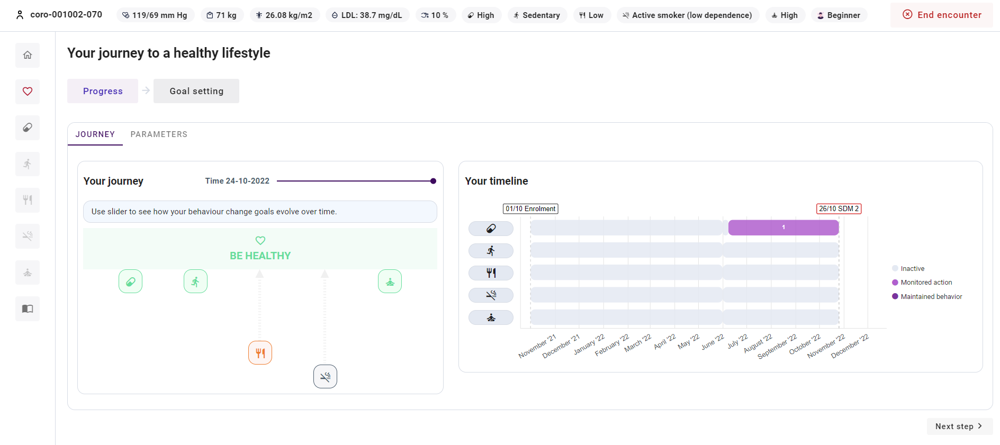 coro-001002-070
119/69 mm Hg
71 kg
26.08 kg/m2
LDL: 38.7 mg/dL
10 %
High
Sedentary
Low
Active smoker (low dependence)
High
Beginner
End encounter
Your journey to a healthy lifestyle
Progress
Goal setting
JOURNEY
PARAMETERS
Your journey
Time 24-10-2022
Use slider to see how your behaviour change goals evolve over time.
BE HEALTHY
Your timeline
01/10 Enrolment
26/10 SDM 2
1
Inactive
Monitored action
Maintained behavior
November '21
December '21
January '22
February '22
March '22
April '22
May '22
June '22
July '22
August '22
September '22
October '22
November '22
December '22
Next step